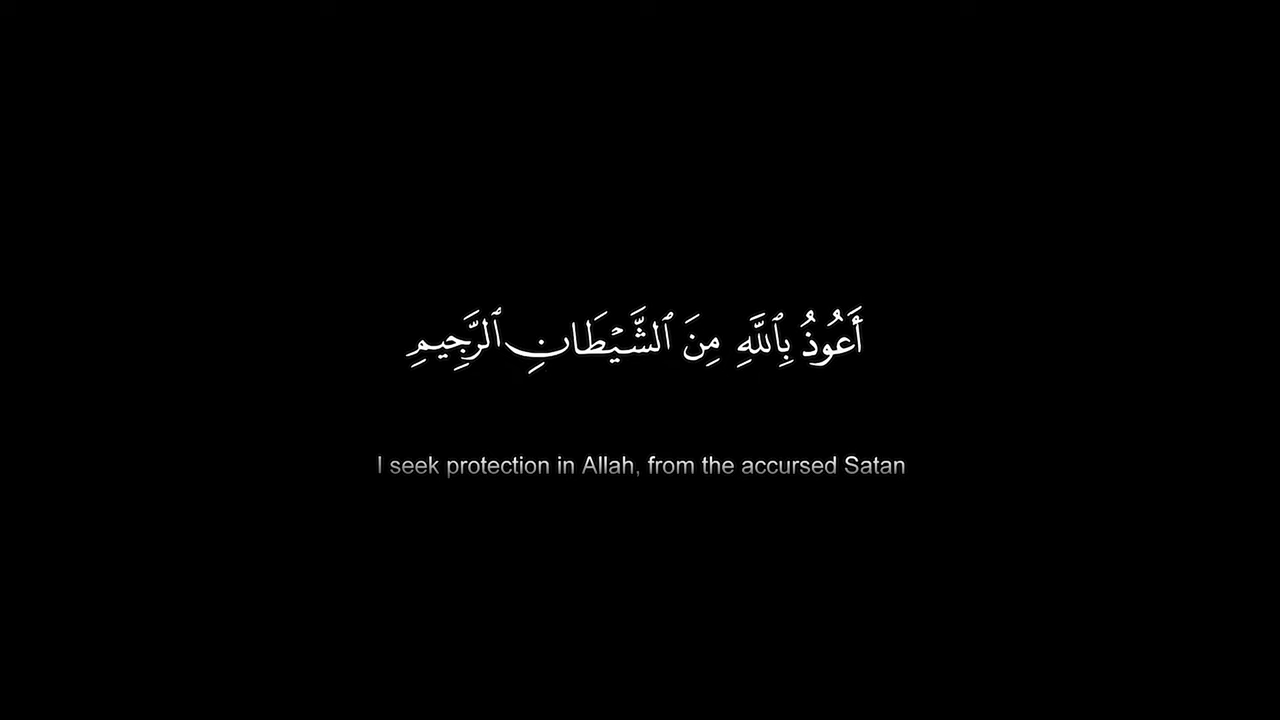 أَعُوذُ بِٱللَّهِ مِنَ ٱلشَّيْطَانِ ٱلرَّجِيمِ
I seek protection in Allah, from the accursed Satan